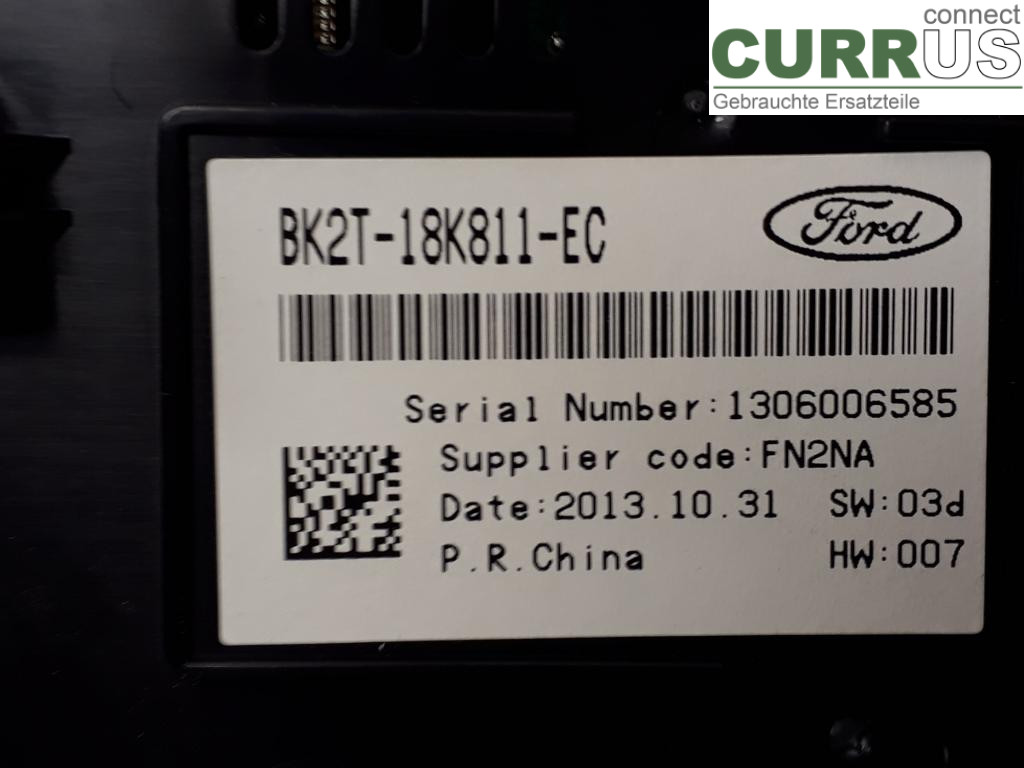 connect
CURRUS
Gebrauchte Ersatzteile
BK2T-18K811-EC
Ford
Serial Number:1306006585
Supplier code:FN2NA
Date:2013.10.31 SW:03d
P.R.China HW:007